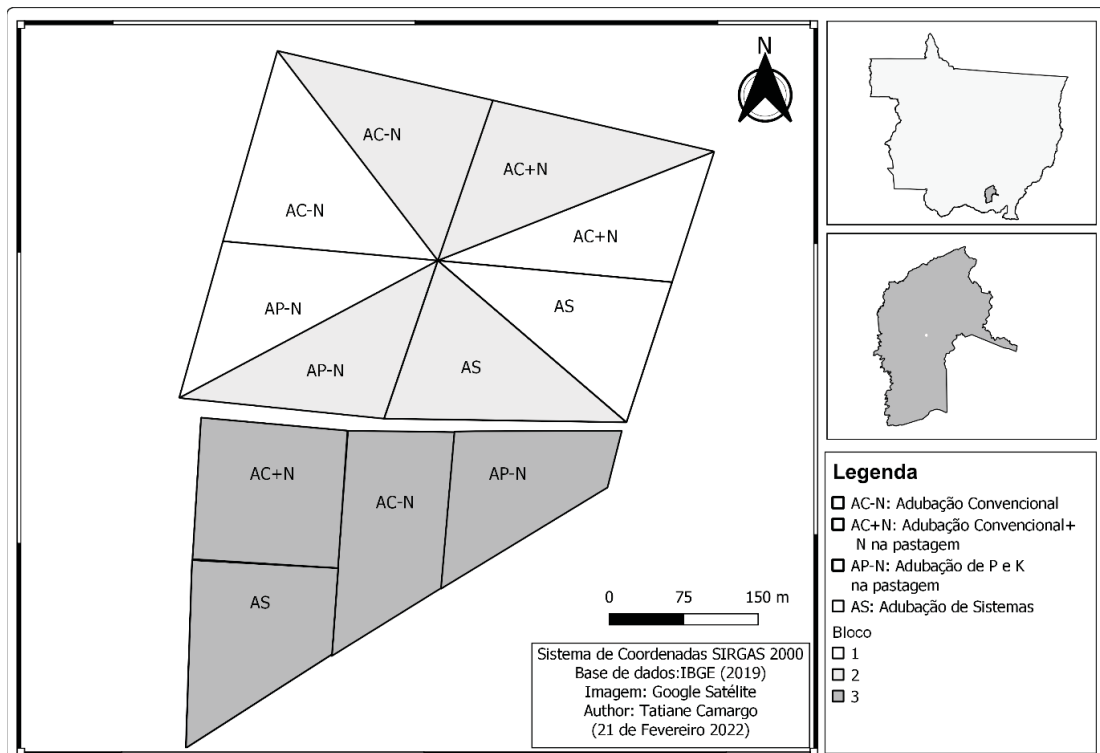 N
AC-N
AC+N
AC-N
AC+N
AP-N
AS
AP-N
AS
AC+N
AC-N
AP-N
AS
0 75 150 m
Sistema de Coordenadas SIRGAS 2000
Base de dados:IBGE (2019)
Imagem: Google Satélite
Author: Tatiane Camargo
(21 de Fevereiro 2022)
Legenda
AC-N: Adubação Convencional
AC+N: Adubação Convencional+
N na pastagem
AP-N: Adubação de P e K
na pastagem
AS: Adubação de Sistemas
Bloco
1
2
3